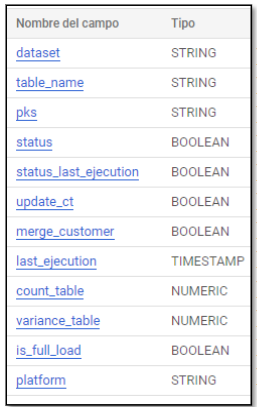 Nombre del campo Tipo
dataset STRING
table_name STRING
pks STRING
status BOOLEAN
status_last_ejecution BOOLEAN
update_ct BOOLEAN
merge_customer BOOLEAN
last_ejecution TIMESTAMP
count_table NUMERIC
variance_table NUMERIC
is_full_load BOOLEAN
platform STRING